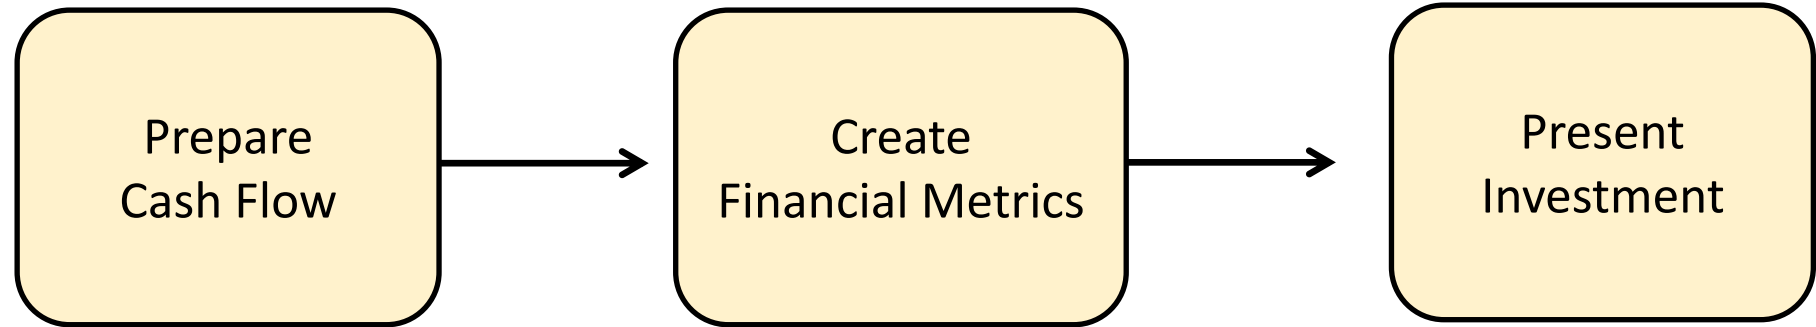 Prepare
Cash Flow
Create
Financial Metrics
Present
Investment